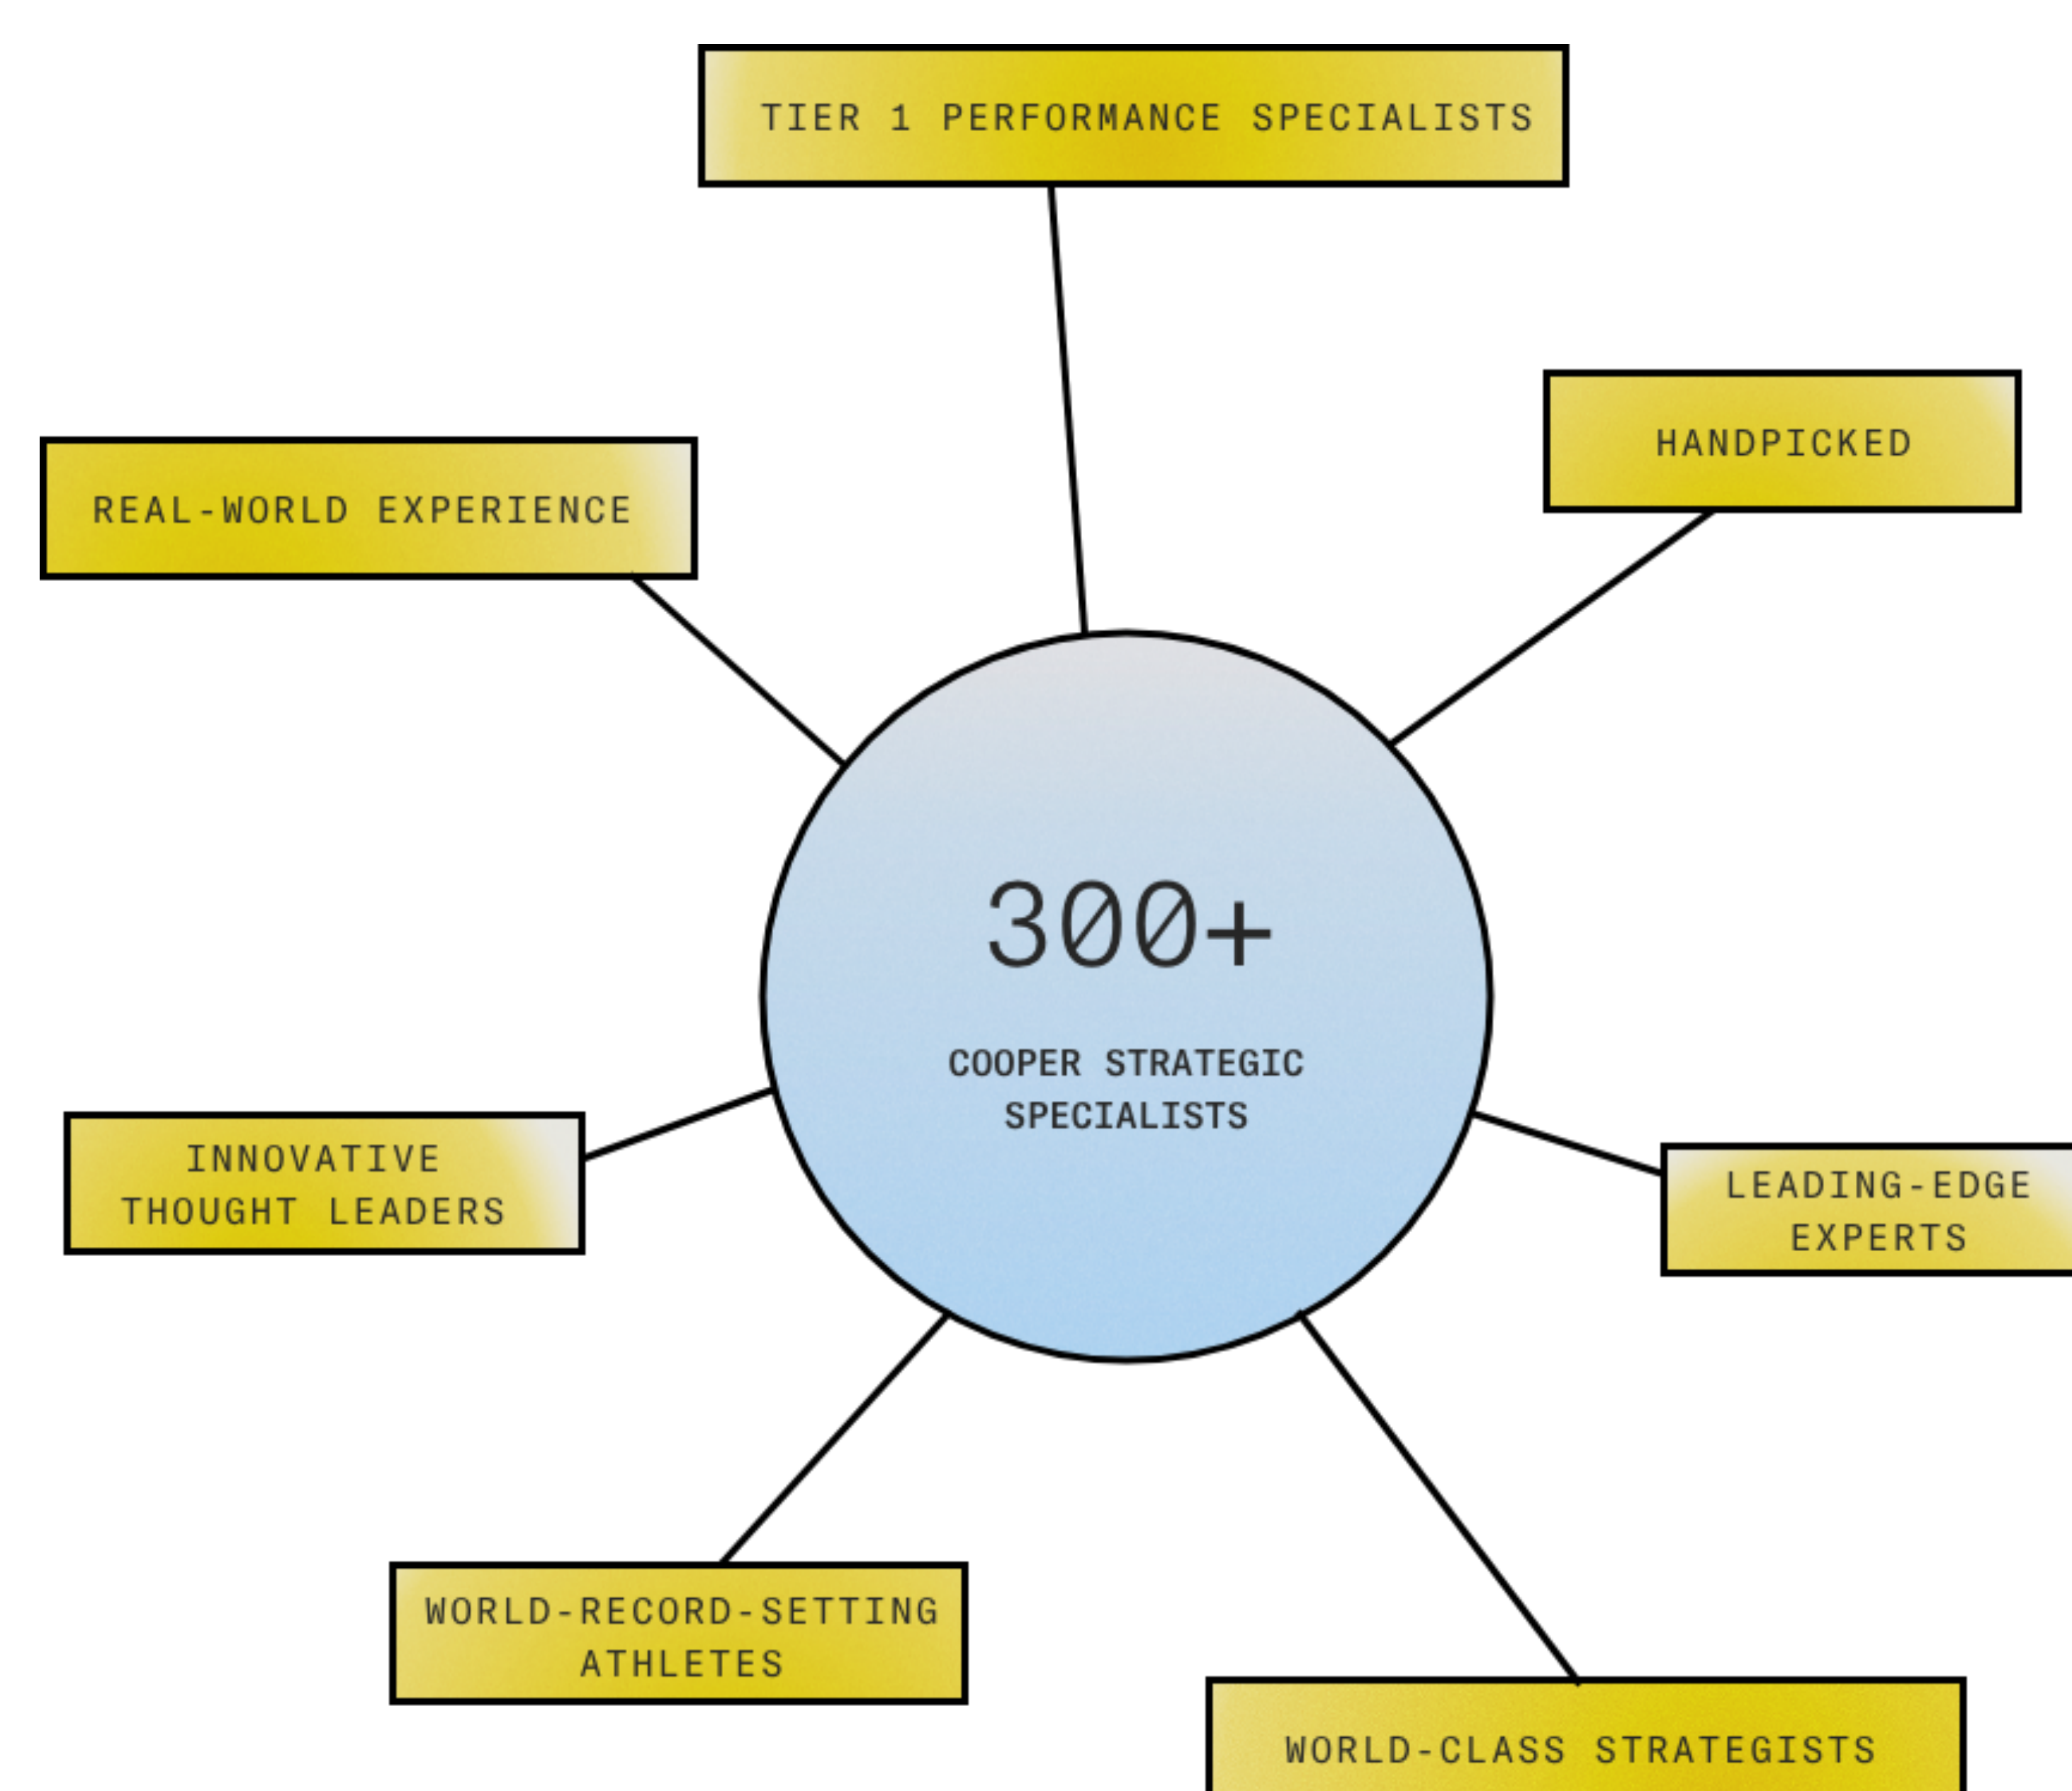 TIER 1 PERFORMANCE SPECIALISTS
HANDPICKED
REAL-WORLD EXPERIENCE
300+
COOPER STRATEGIC
SPECIALISTS
INNOVATIVE
THOUGHT LEADERS
LEADING-EDGE
EXPERTS
WORLD-RECORD-SETTING
ATHLETES
WORLD-CLASS STRATEGISTS